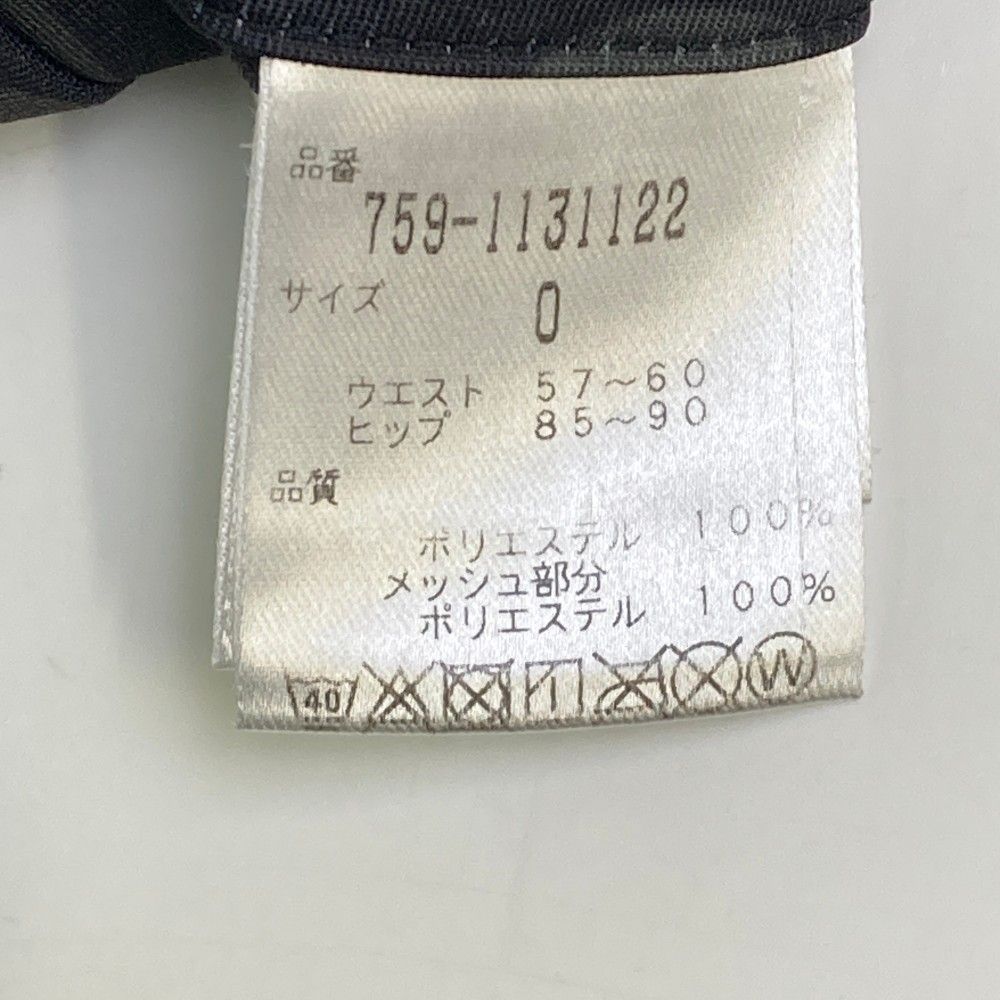 品番
759-1131122
サイズ 0
ウエスト 57〜60
ヒップ 85〜90
品質
ポリエステル 100%
メッシュ部分
ポリエステル 100%
40 W